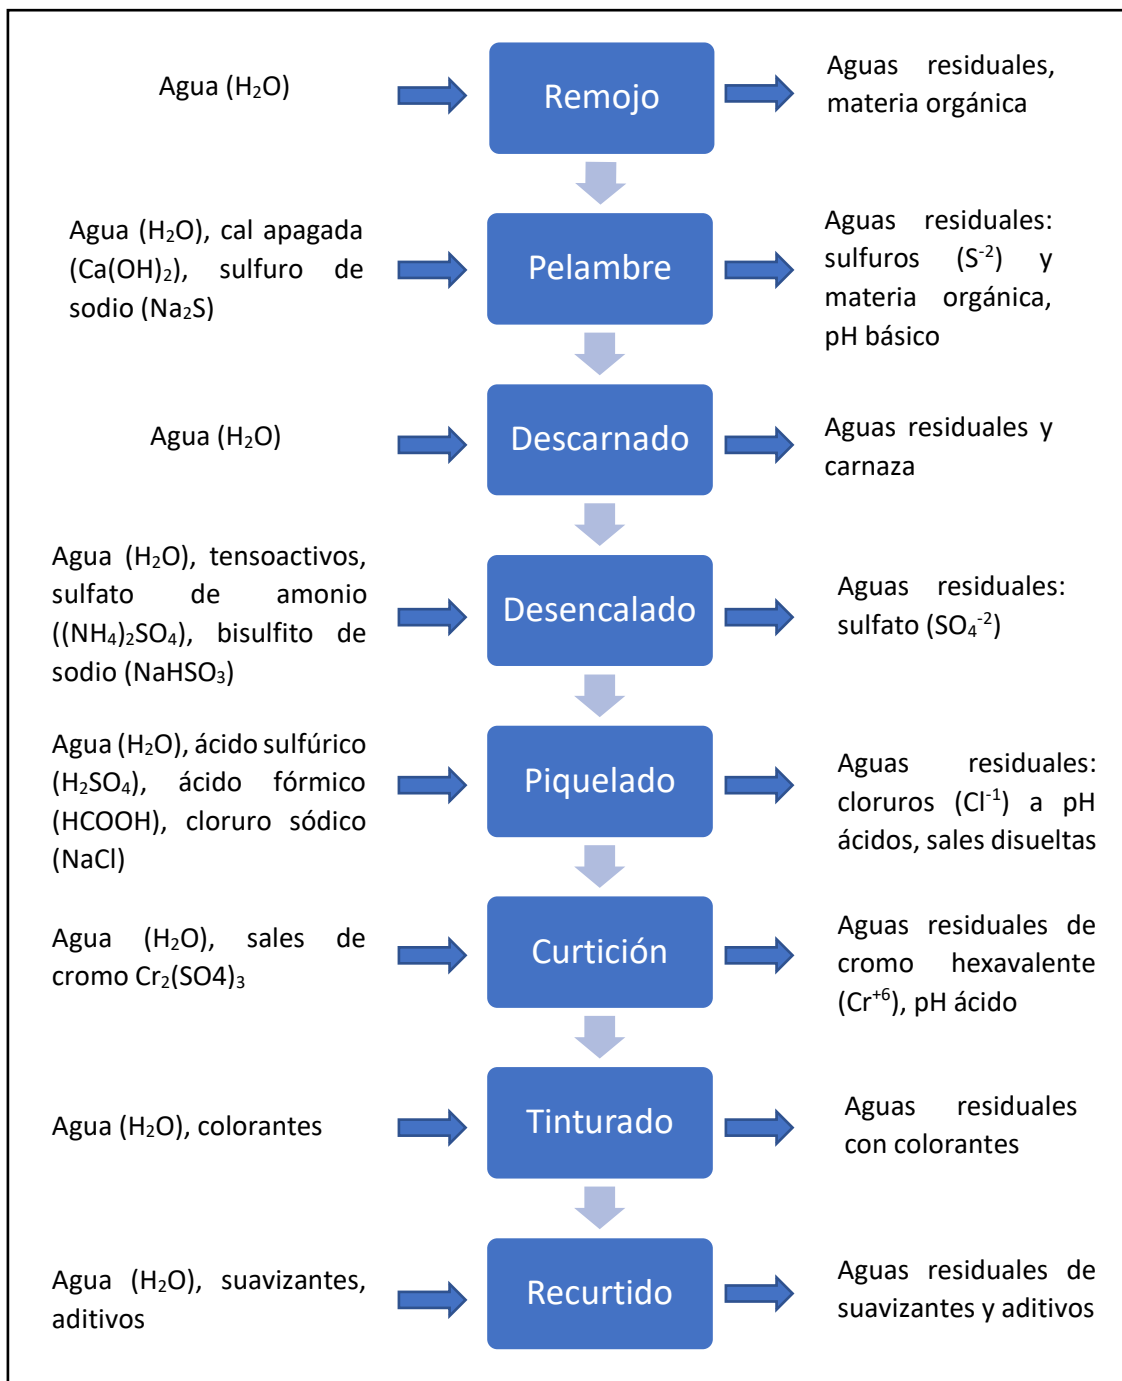 Agua (H₂O)
Remojo
Aguas residuales,
materia orgánica
Agua (H₂O), cal apagada
(Ca(OH)₂), sulfuro de
sodio (Na₂S)
Pelambre
Aguas residuales:
sulfuros (S⁻²) y
materia orgánica,
pH básico
Agua (H₂O)
Descarnado
Aguas residuales y
carnaza
Agua (H₂O), tensoactivos,
sulfato de amonio
((NH₄)₂SO₄), bisulfito de
sodio (NaHSO₃)
Desencalado
Aguas residuales:
sulfato (SO₄⁻²)
Agua (H₂O), ácido sulfúrico
(H₂SO₄), ácido fórmico
(HCOOH), cloruro sódico
(NaCl)
Piquelado
Aguas residuales:
cloruros (Cl⁻¹) a pH
ácidos, sales disueltas
Agua (H₂O), sales de
cromo Cr₂(SO4)₃
Curtición
Aguas residuales de
cromo hexavalente
(Cr⁺⁶), pH ácido
Agua (H₂O), colorantes
Tinturado
Aguas residuales
con colorantes
Agua (H₂O), suavizantes,
aditivos
Recurtido
Aguas residuales de
suavizantes y aditivos